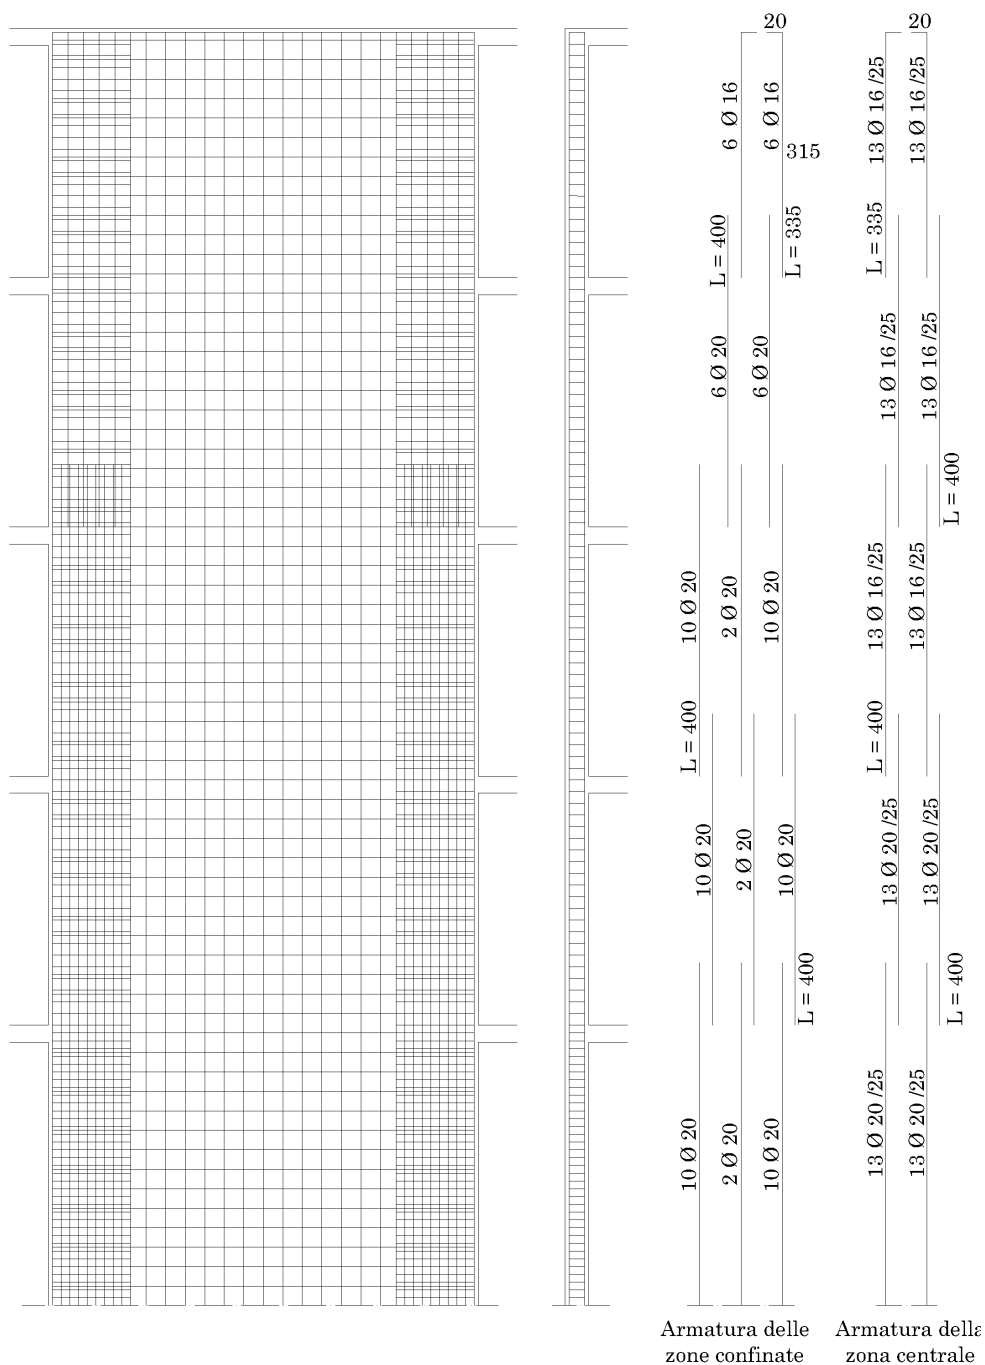 20
20
6 Ø 16
6 Ø 16
315
13 Ø 16 /25
13 Ø 16 /25
L = 400
L = 335
L = 335
6 Ø 20
6 Ø 20
13 Ø 16 /25
13 Ø 16 /25
L = 400
10 Ø 20
2 Ø 20
10 Ø 20
13 Ø 16 /25
13 Ø 16 /25
L = 400
L = 400
10 Ø 20
2 Ø 20
10 Ø 20
13 Ø 20 /25
13 Ø 20 /25
L = 400
L = 400
10 Ø 20
2 Ø 20
10 Ø 20
13 Ø 20 /25
13 Ø 20 /25
Armatura delle
zone confinate
Armatura della
zona centrale